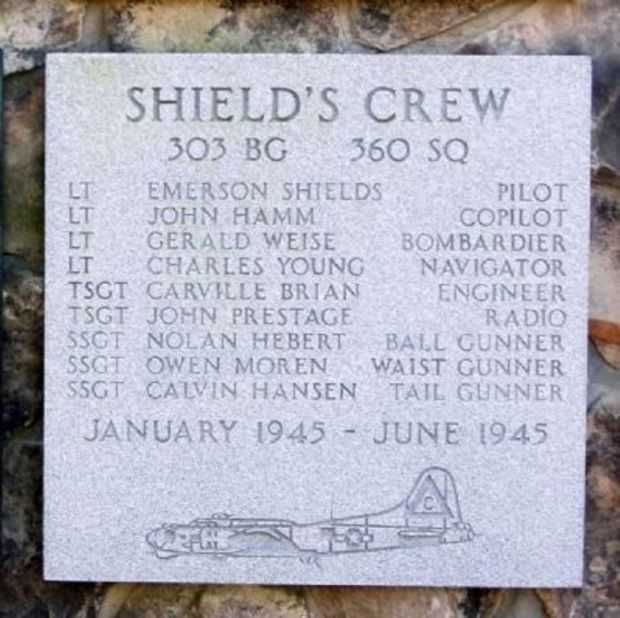 SHIELD'S CREW
303 BG 360 SQ
LT EMERSON SHIELDS PILOT
LT JOHN HAMM COPILOT
LT GERALD WEISE BOMBARDIER
LT CHARLES YOUNG NAVIGATOR
TSGT CARVILLE BRIAN ENGINEER
TSGT JOHN PRESTAGE RADIO
SSGT NOLAN HEBERT BALL GUNNER
SSGT OWEN MOREN WAIST GUNNER
SSGT CALVIN HANSEN TAIL GUNNER
JANUARY 1945 - JUNE 1945
C